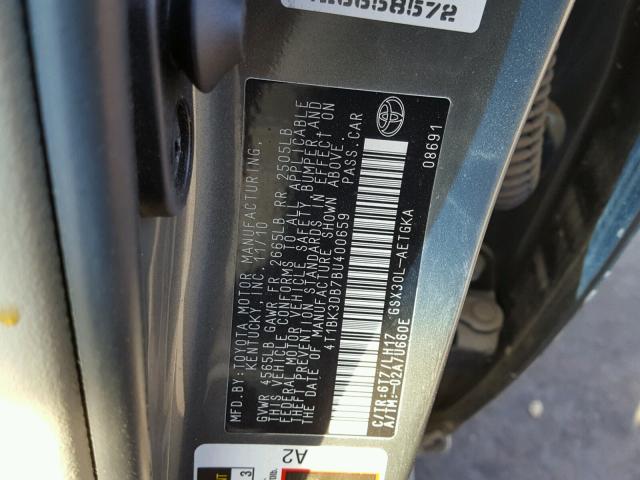 MFD.BY:TOYOTA MOTOR MANUFACTURING,
KENTUCKY, INC. 11/10
GVWR 4565LB GAWR FR 2665LB RR 2505LB
THIS VEHICLE CONFORMS TO ALL APPLICABLE
FEDERAL MOTOR VEHICLE SAFETY, BUMPER, AND
THEFT PREVENTION STANDARDS IN EFFECT ON
THE DATE OF MANUFACTURE SHOWN ABOVE.
4T1BK3DB7BU400659 PASS.CAR
C/TR:6T7/LH17 GSX30L-AETGKA
A/TM:-02A/U660E
08691
A2
3